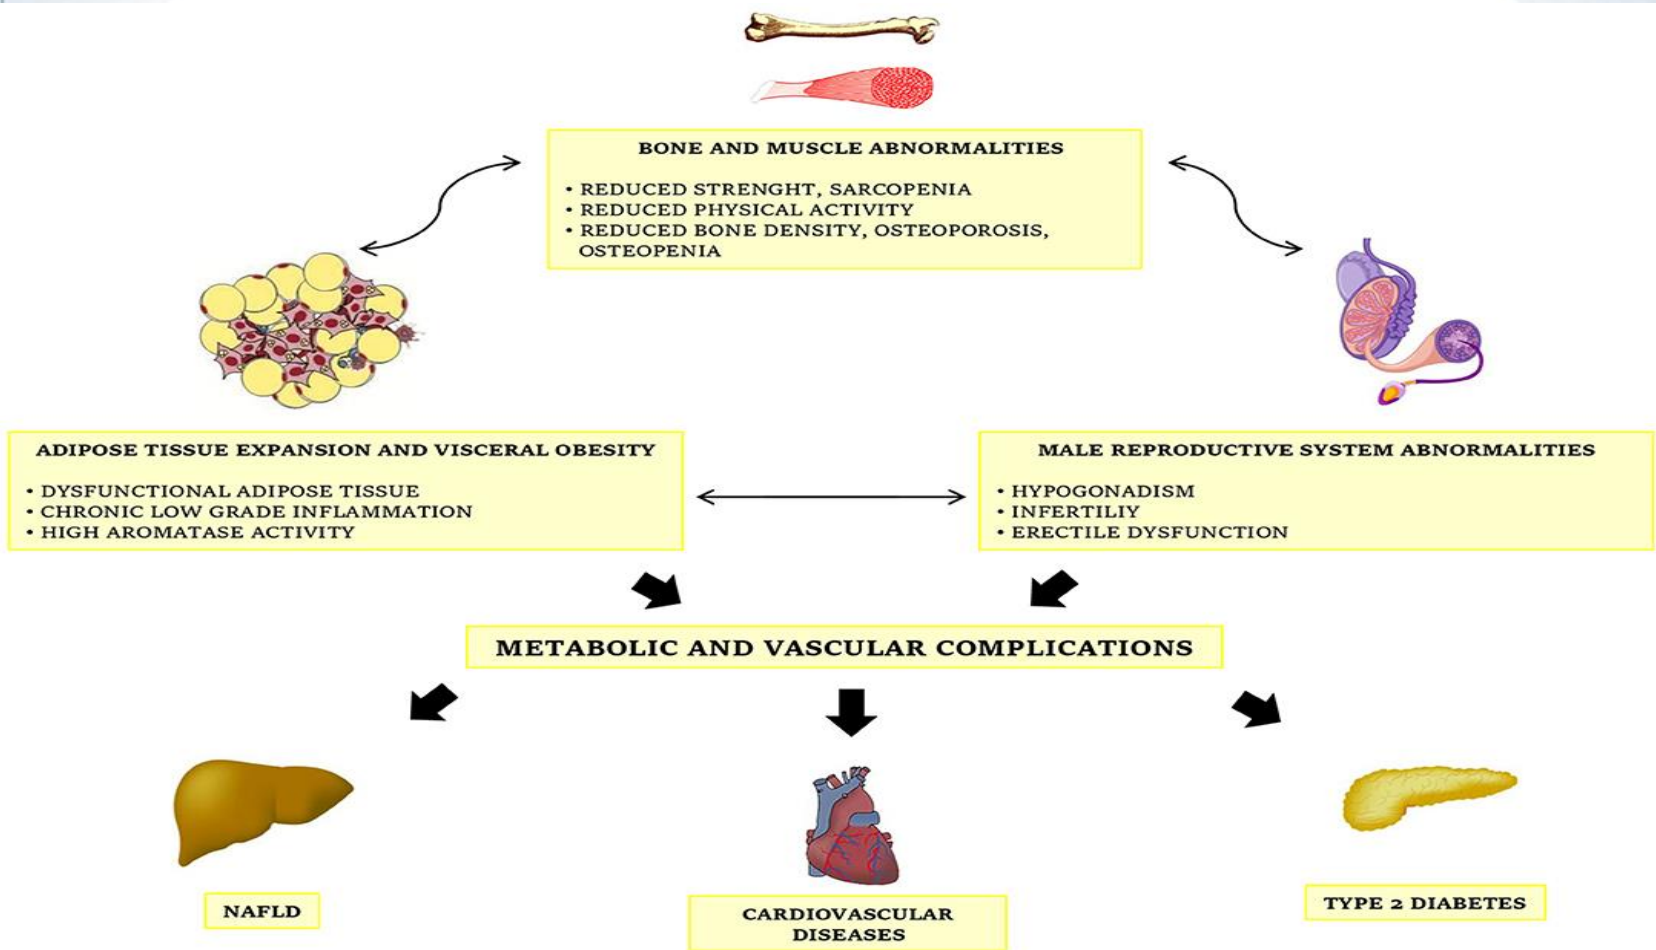 BONE AND MUSCLE ABNORMALITIES
• REDUCED STRENGHT, SARCOPENIA
• REDUCED PHYSICAL ACTIVITY
• REDUCED BONE DENSITY, OSTEOPOROSIS,
OSTEOPENIA
ADIPOSE TISSUE EXPANSION AND VISCERAL OBESITY
• DYSFUNCTIONAL ADIPOSE TISSUE
• CHRONIC LOW GRADE INFLAMMATION
• HIGH AROMATASE ACTIVITY
MALE REPRODUCTIVE SYSTEM ABNORMALITIES
• HYPOGONADISM
• INFERTILIY
• ERECTILE DYSFUNCTION
METABOLIC AND VASCULAR COMPLICATIONS
NAFLD
CARDIOVASCULAR
DISEASES
TYPE 2 DIABETES